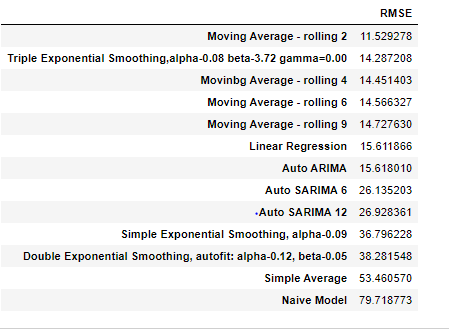 RMSE
Moving Average - rolling 2 11.529278
Triple Exponential Smoothing,alpha-0.08 beta-3.72 gamma=0.00 14.287208
Movinbg Average - rolling 4 14.451403
Moving Average - rolling 6 14.566327
Moving Average - rolling 9 14.727630
Linear Regression 15.611866
Auto ARIMA 15.618010
Auto SARIMA 6 26.135203
.Auto SARIMA 12 26.928361
Simple Exponential Smoothing, alpha-0.09 36.796228
Double Exponential Smoothing, autofit: alpha-0.12, beta-0.05 38.281548
Simple Average 53.460570
Naive Model 79.718773